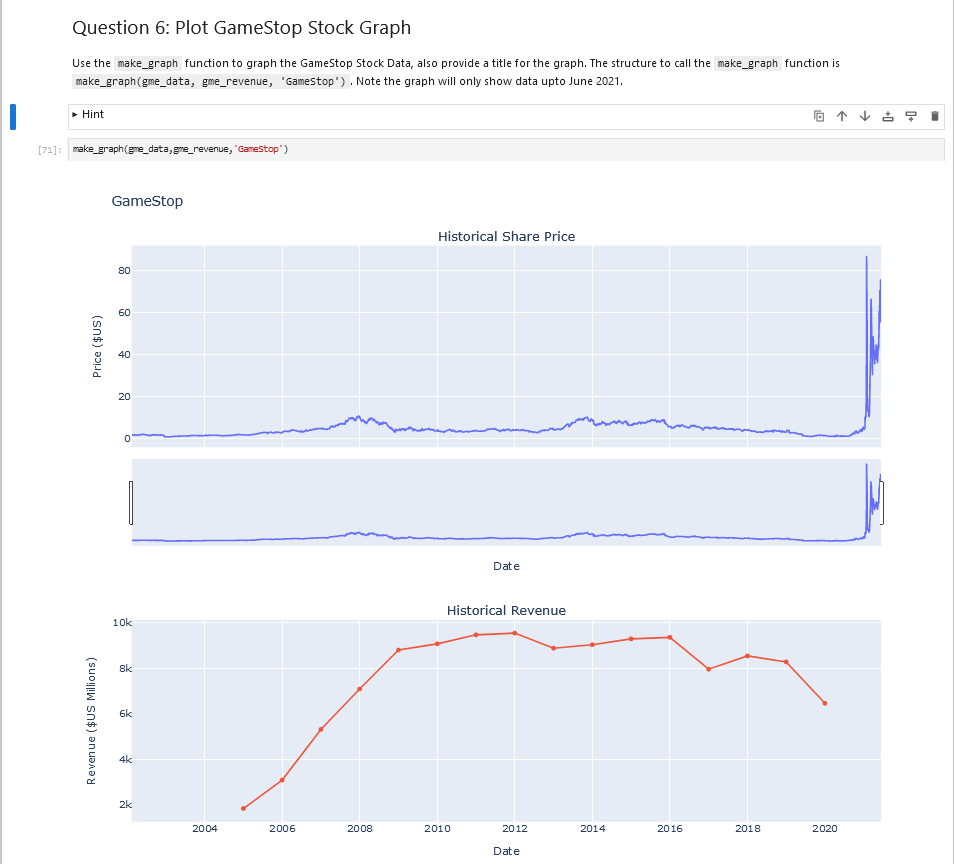 Question 6: Plot GameStop Stock Graph
Use the make_graph function to graph the GameStop Stock Data, also provide a title for the graph. The structure to call the make_graph function is
make_graph(gme_data, gme_revenue, 'GameStop') . Note the graph will only show data upto June 2021.
▸ Hint
[71]: make_graph(gme_data,gme_revenue,'GameStop')
GameStop
Historical Share Price
80
60
40
20
0
Price ($US)
Date
Historical Revenue
10k
8k
6k
4k
2k
Revenue ($US Millions)
2004 2006 2008 2010 2012 2014 2016 2018 2020
Date